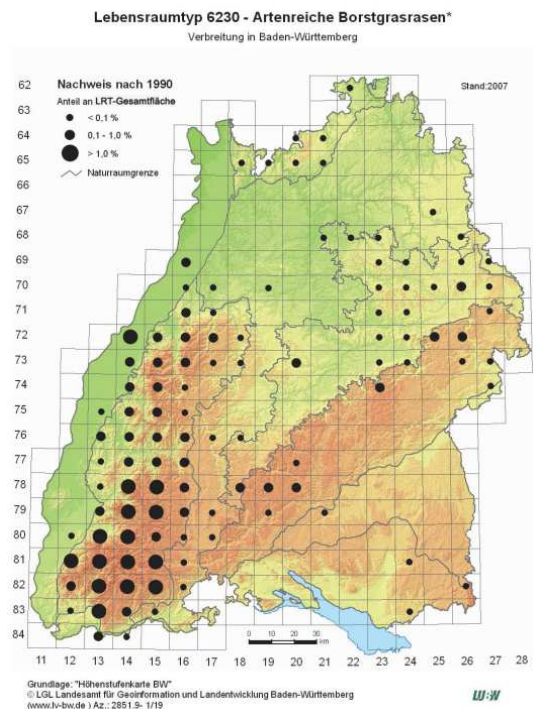 Lebensraumtyp 6230 - Artenreiche Borstgrasrasen*
Verbreitung in Baden-Württemberg
Nachweis nach 1990
Stand:2007
Anteil an LRT-Gesamtfläche
< 0,1 %
0,1 - 1,0 %
> 1,0 %
Naturraumgrenze
62
63
64
65
66
67
68
69
70
71
72
73
74
75
76
77
78
79
80
81
82
83
84
0 10 20 30
km
11 12 13 14 15 16 17 18 19 20 21 22 23 24 25 26 27 28
Grundlage: "Höhenstufenkarte BW"
© LGL Landesamt für Geoinformation und Landentwicklung Baden-Württemberg
(www.lv-bw.de ) Az.: 2851.9- 1/19
LU:W